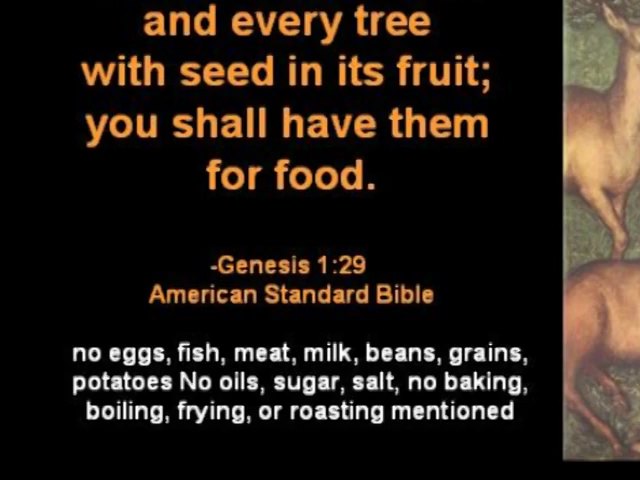 and every tree
with seed in its fruit;
you shall have them
for food.
-Genesis 1:29
American Standard Bible
no eggs, fish, meat, milk, beans, grains,
potatoes No oils, sugar, salt, no baking,
boiling, frying, or roasting mentioned